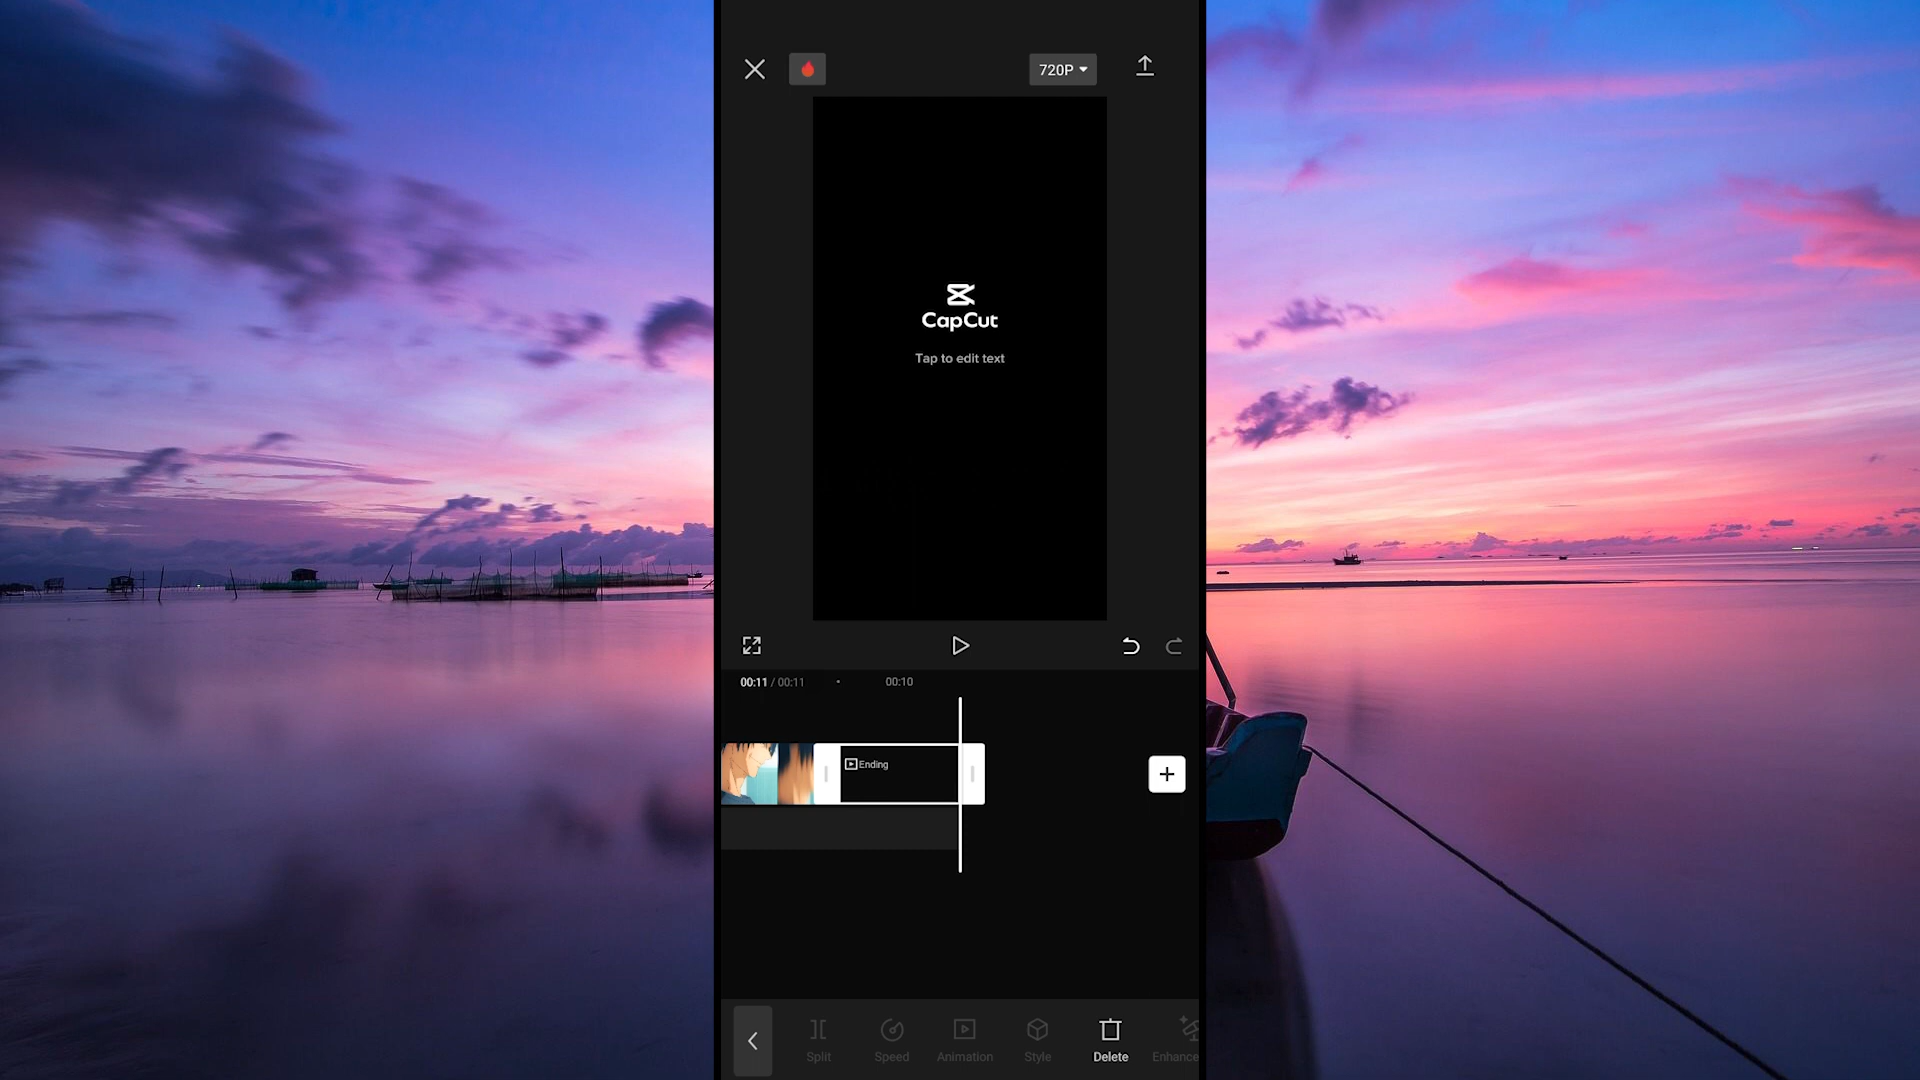 720P
CapCut
Tap to edit text
00:11 / 00:11
00:10
Ending
Split
Speed
Animation
Style
Delete
Enhance